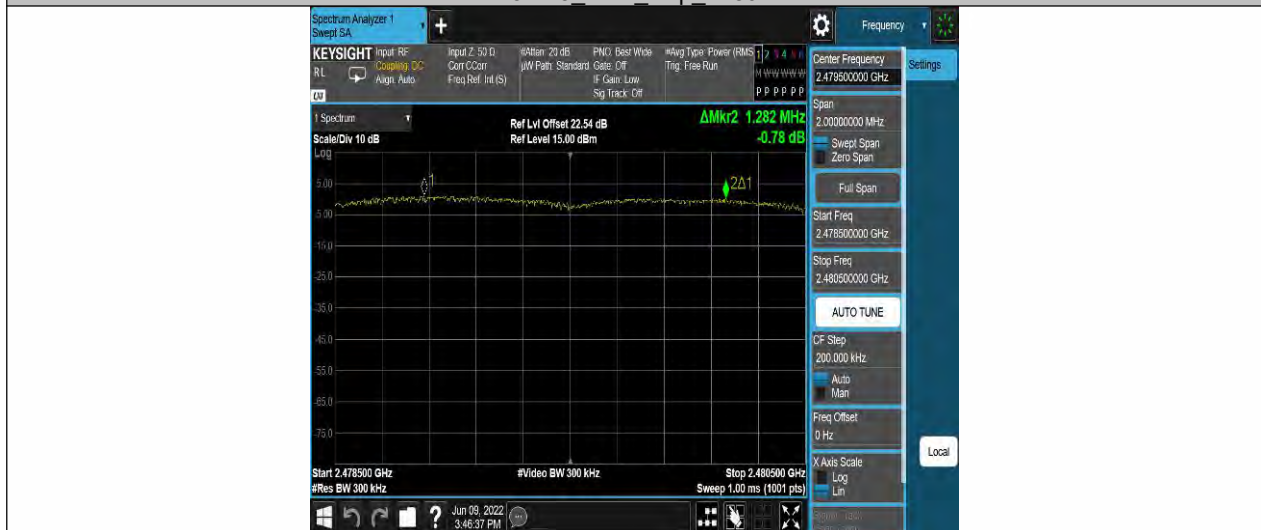 Spectrum Analyzer 1
Swept SA
+
Frequency
KEYSIGHT
RL
Input: RF
Coupling: DC
Align: Auto
Input Z: 50 Ω
Corr CCorr
Freq Ref: Int (S)
#Atten: 20 dB
µW Path: Standard
PNO: Best Wide
Gate: Off
IF Gain: Low
Sig Track: Off
#Avg Type: Power (RMS
Trig: Free Run
M W W W W W
P P P P P P
Center Frequency
2.479500000 GHz
Settings
Span
2.00000000 MHz
Swept Span
Zero Span
Full Span
Start Freq
2.478500000 GHz
Stop Freq
2.480500000 GHz
AUTO TUNE
CF Step
200.000 kHz
Auto
Man
Freq Offset
0 Hz
X Axis Scale
Log
Lin
Local
1 Spectrum
Scale/Div 10 dB
Log
Ref Lvl Offset 22.54 dB
Ref Level 15.00 dBm
ΔMkr2 1.282 MHz
-0.78 dB
1
2Δ1
5.00
-5.00
-15.0
-25.0
-35.0
-45.0
-55.0
-65.0
-75.0
Start 2.478500 GHz
#Res BW 300 kHz
#Video BW 300 kHz
Stop 2.480500 GHz
Sweep 1.00 ms (1001 pts)
?
Jun 09, 2022
3:46:37 PM